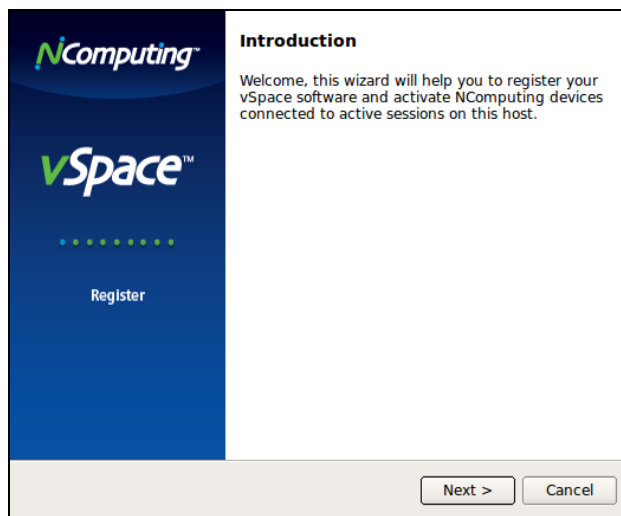 NComputing™
vSpace™
Register
Introduction
Welcome, this wizard will help you to register your
vSpace software and activate NComputing devices
connected to active sessions on this host.
Next >
Cancel